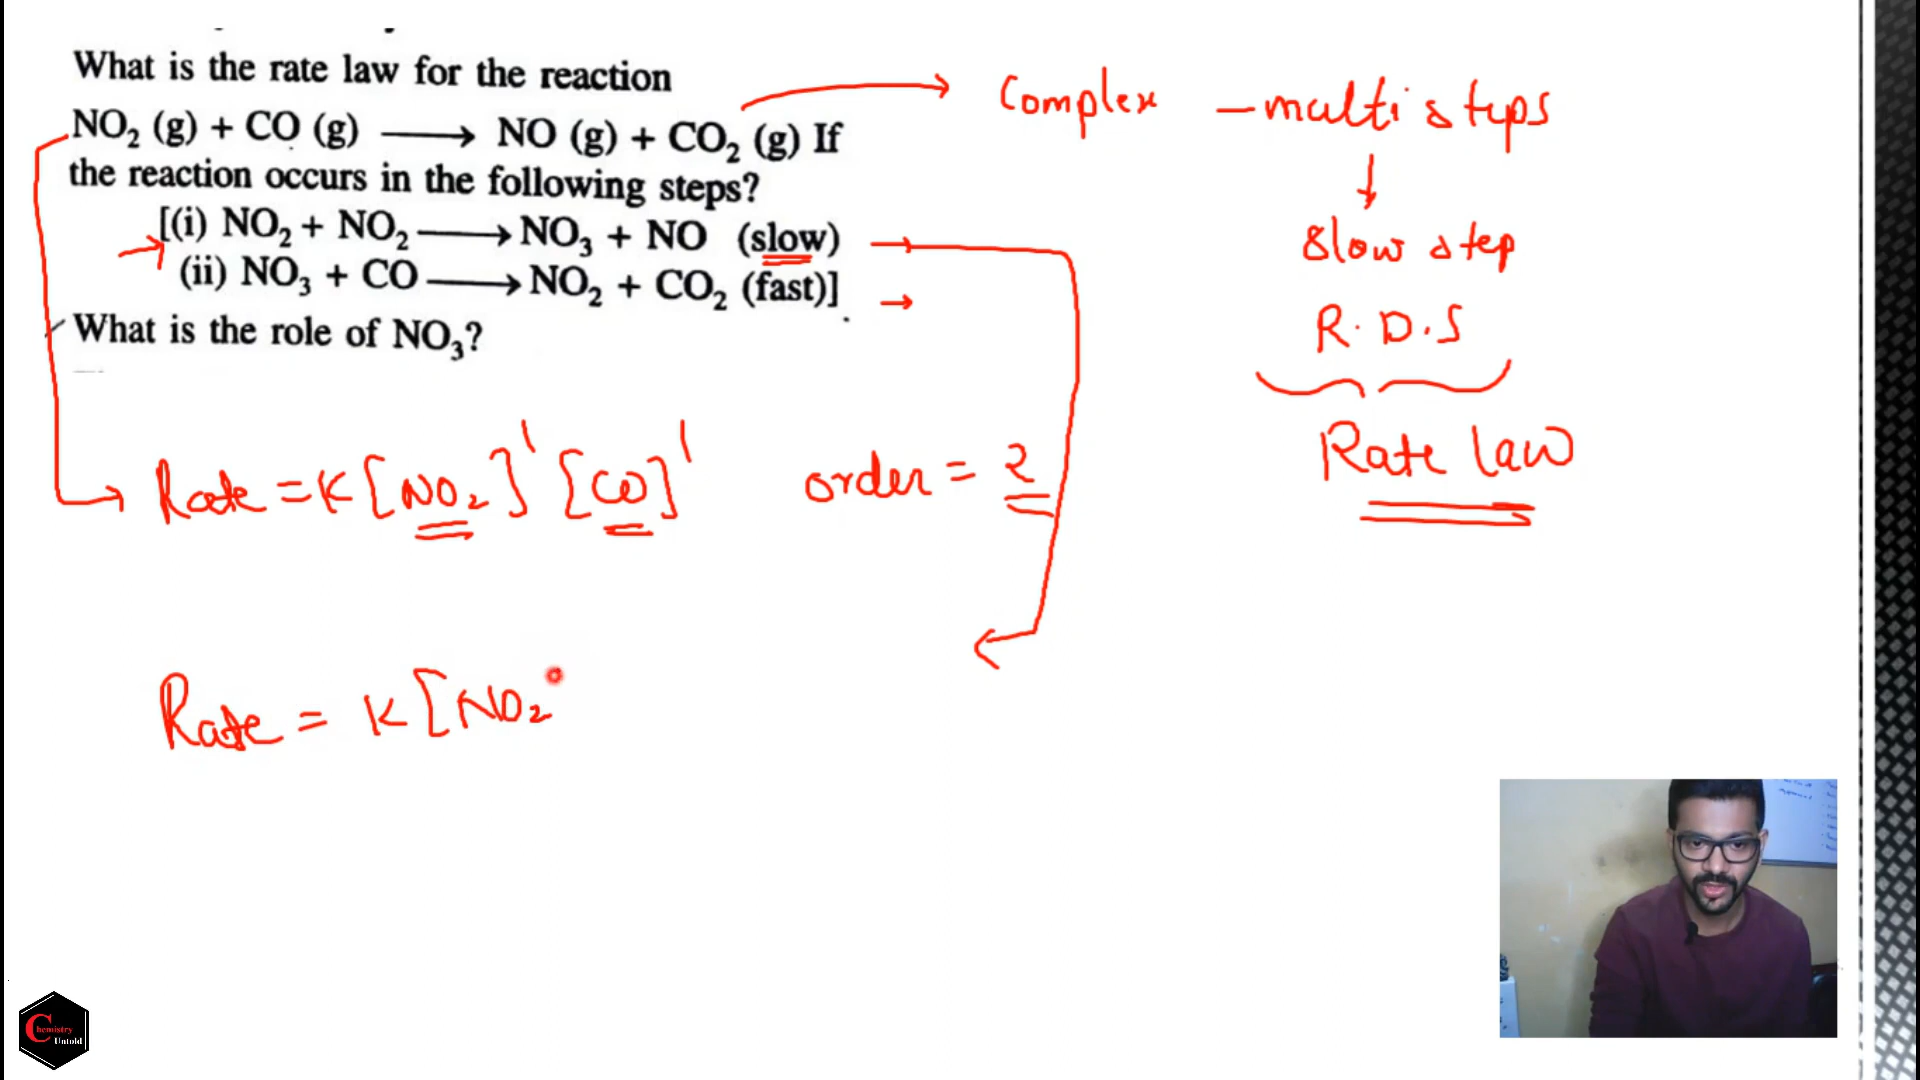 What is the rate law for the reaction
NO₂ (g) + CO (g) ⟶ NO (g) + CO₂ (g) If
the reaction occurs in the following steps?
[(i) NO₂ + NO₂ ⟶ NO₃ + NO (slow)
(ii) NO₃ + CO ⟶ NO₂ + CO₂ (fast)]
What is the role of NO₃?
Complex – multi steps
↓
slow step
R.D.S
Rate law
Rate = K [NO₂]¹ [CO]¹ order = 2
Rate = K [NO₂
Chemistry
Untold